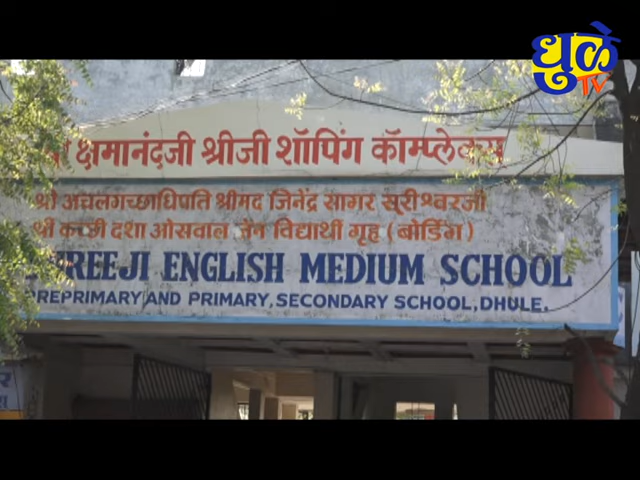 धुळे TV
क्षमानंदजी श्रीजी शॉपिंग कॉम्प्लेक्स
श्री अचलगच्छाधिपति श्रीमद जिनेंद्र सागर सूरीश्वरजी
श्री कच्छी दशा ओसवाल जैन विद्यार्थी गृह (बोर्डिंग)
SHREEJI ENGLISH MEDIUM SCHOOL
PREPRIMARY AND PRIMARY, SECONDARY SCHOOL, DHULE.